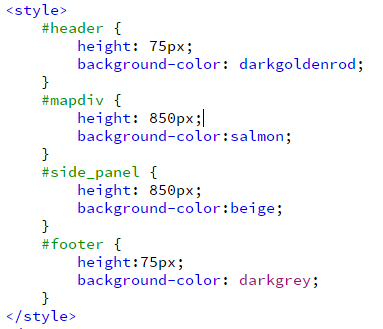 <style>
#header {
height: 75px;
background-color: darkgoldenrod;
}
#mapdiv {
height: 850px;
background-color:salmon;
}
#side_panel {
height: 850px;
background-color:beige;
}
#footer {
height:75px;
background-color: darkgrey;
}
</style>